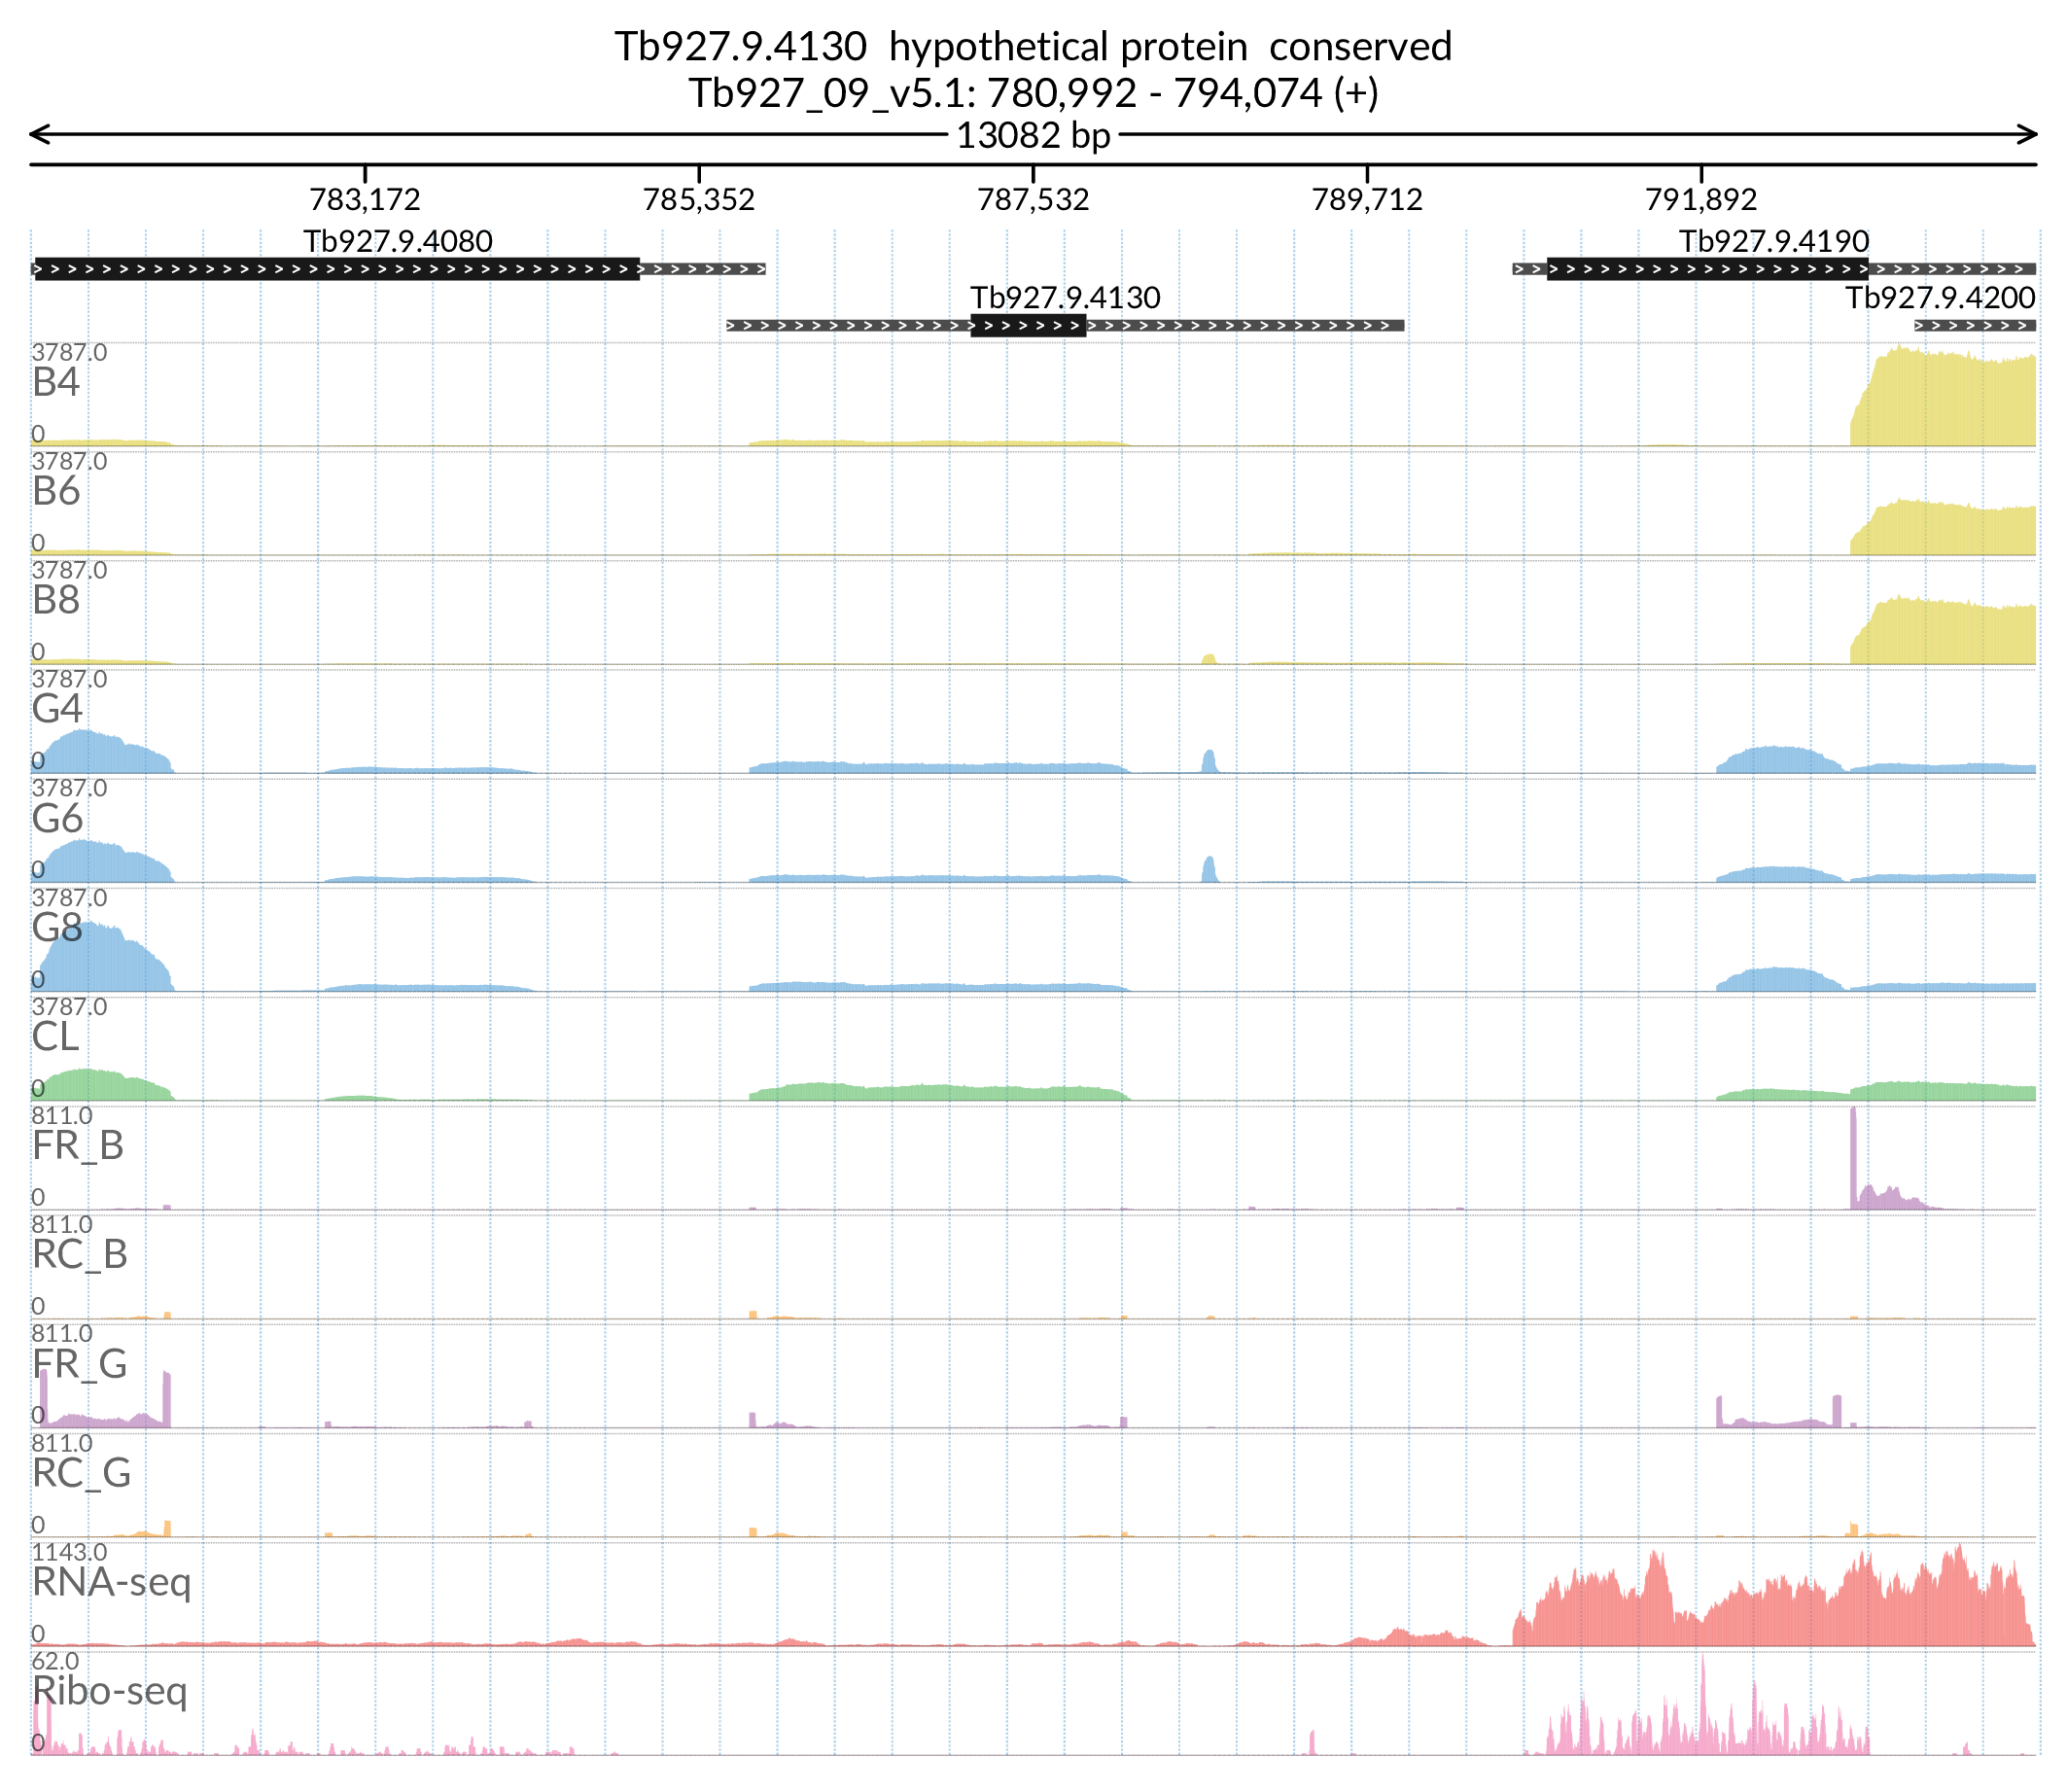 Tb927.9.4130  hypothetical protein  conserved
Tb927_09_v5.1: 780,992 - 794,074 (+)
13082 bp
783,172 785,352 787,532 789,712 791,892
Tb927.9.4080 Tb927.9.4190
Tb927.9.4130 Tb927.9.4200
3787.0
B4
0
3787.0
B6
0
3787.0
B8
0
3787.0
G4
0
3787.0
G6
0
3787.0
G8
0
3787.0
CL
0
811.0
FR_B
0
811.0
RC_B
0
811.0
FR_G
0
811.0
RC_G
0
1143.0
RNA-seq
0
62.0
Ribo-seq
0